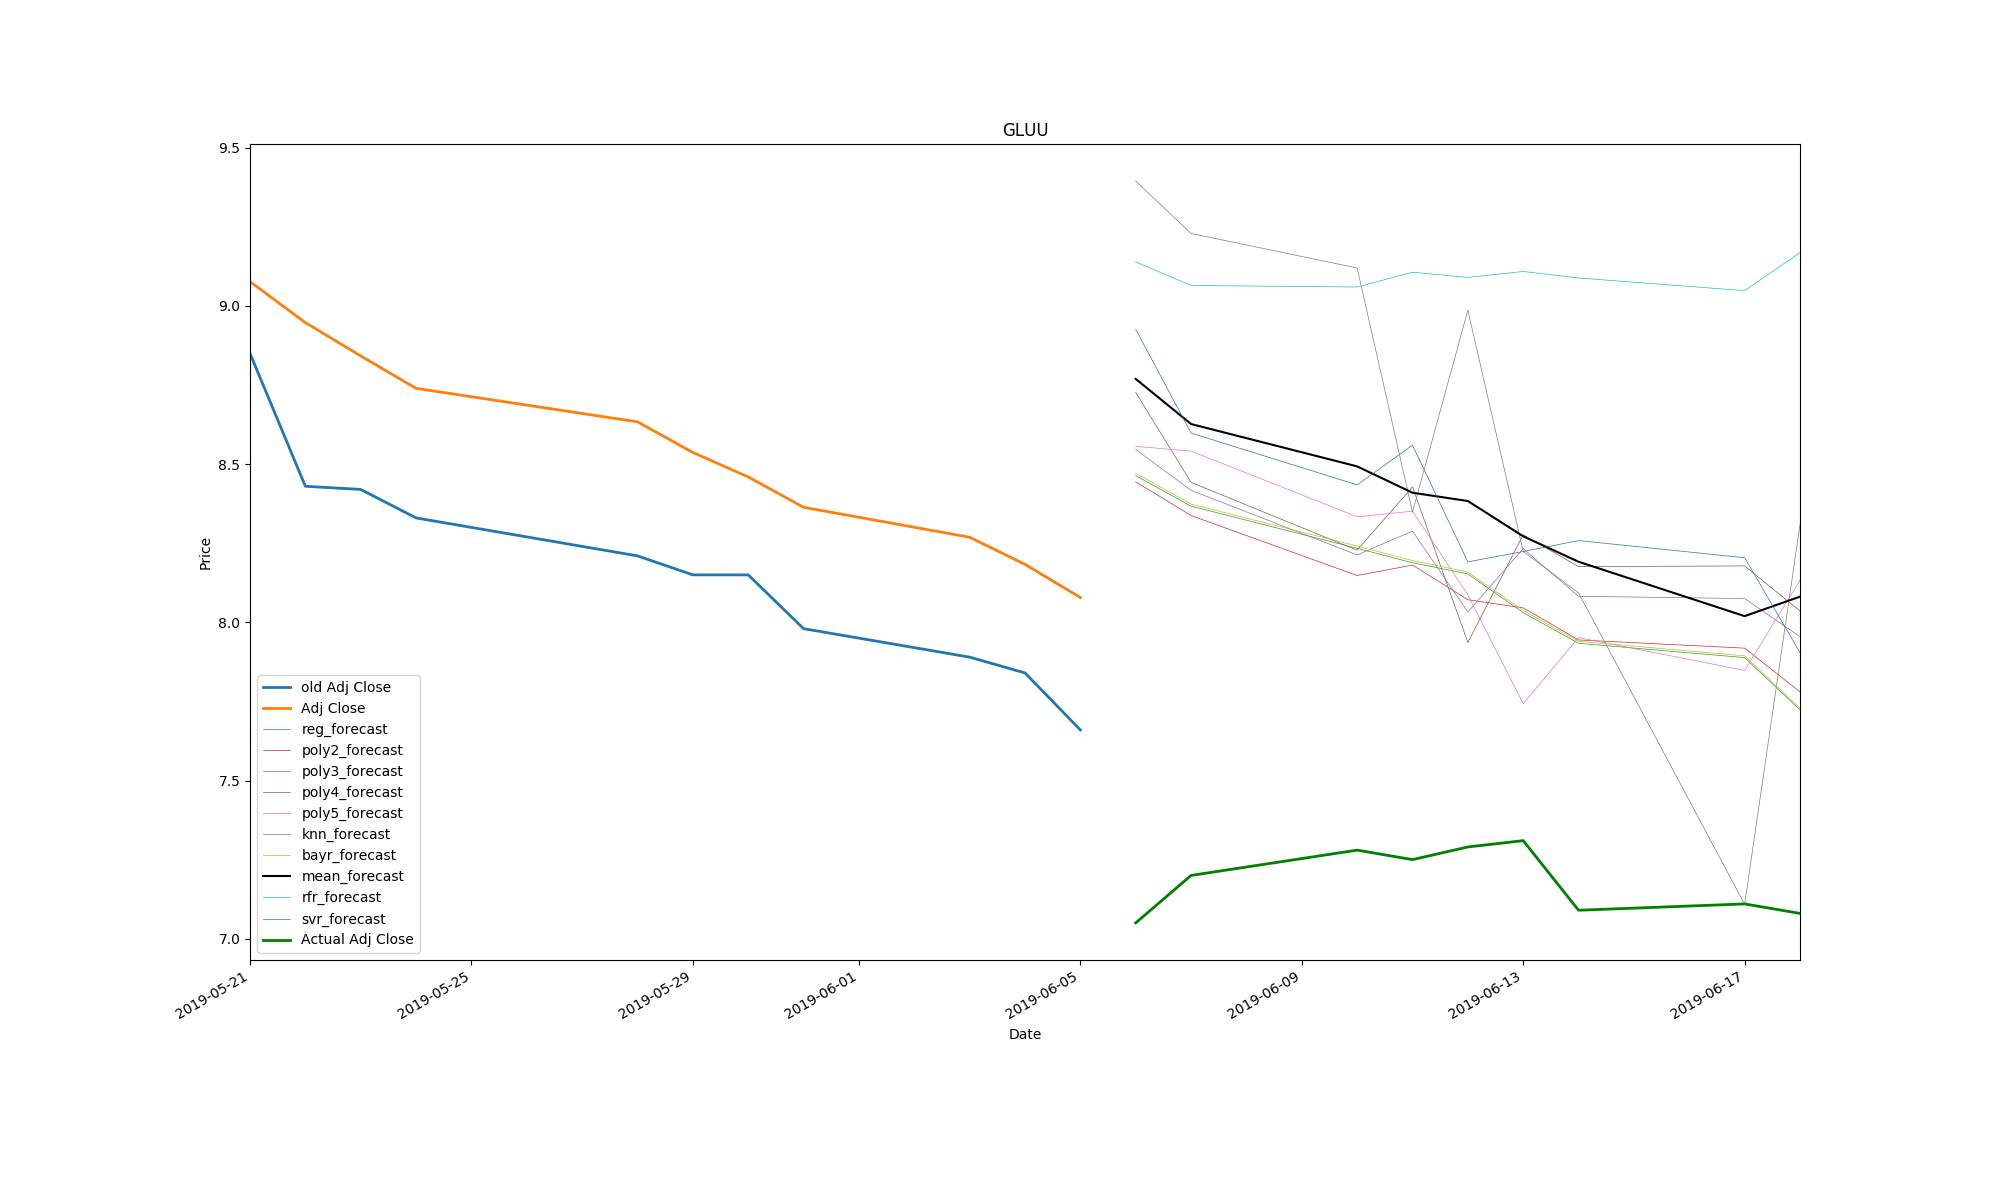 GLUU
9.5
9.0
8.5
8.0
7.5
7.0
Price
old Adj Close
Adj Close
reg_forecast
poly2_forecast
poly3_forecast
poly4_forecast
poly5_forecast
knn_forecast
bayr_forecast
mean_forecast
rfr_forecast
svr_forecast
Actual Adj Close
2019-05-21
2019-05-25
2019-05-29
2019-06-01
2019-06-05
2019-06-09
2019-06-13
2019-06-17
Date